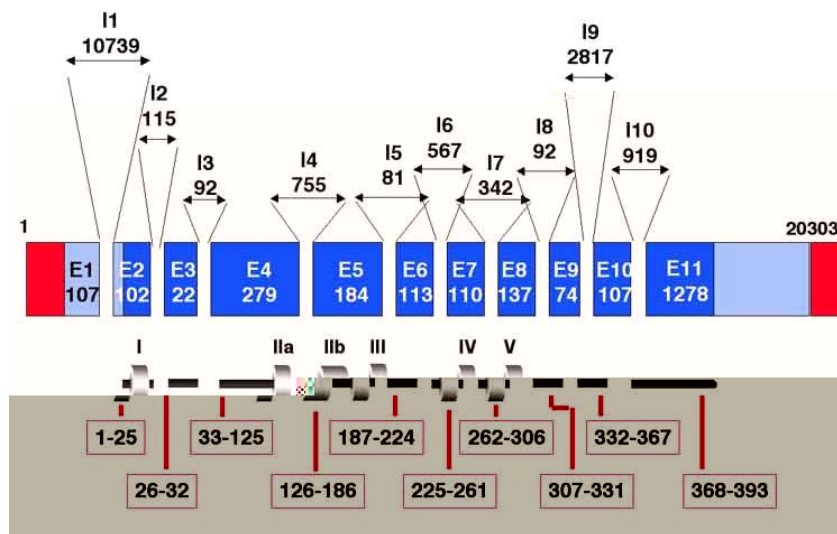 I1
10739
I2
115
I3
92
I4
755
I5
81
I6
567
I7
342
I8
92
I9
2817
I10
919
1
20303
E1
107
E2
102
E3
22
E4
279
E5
184
E6
113
E7
110
E8
137
E9
74
E10
107
E11
1278
I
IIa
IIb
III
IV
V
1-25
33-125
187-224
262-306
332-367
26-32
126-186
225-261
307-331
368-393